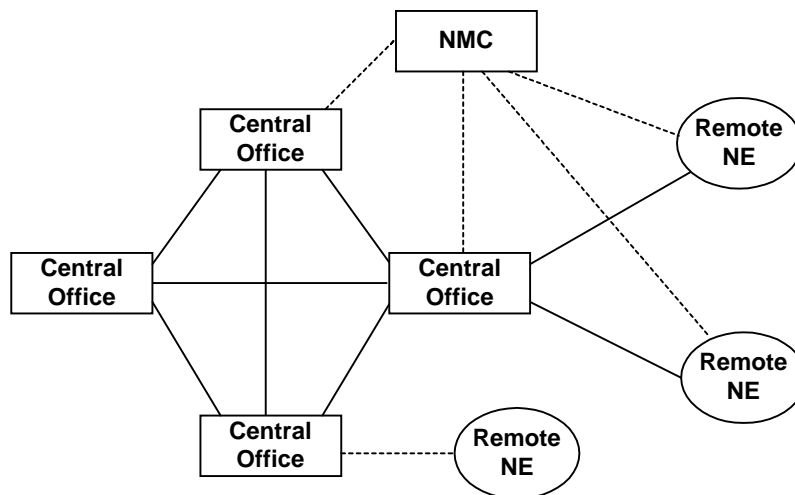 NMC
Central
Office
Remote
NE
Central
Office
Central
Office
Remote
NE
Central
Office
Remote
NE